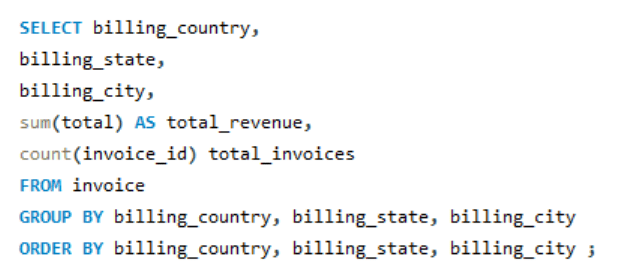 SELECT billing_country,
billing_state,
billing_city,
sum(total) AS total_revenue,
count(invoice_id) total_invoices
FROM invoice
GROUP BY billing_country, billing_state, billing_city
ORDER BY billing_country, billing_state, billing_city ;